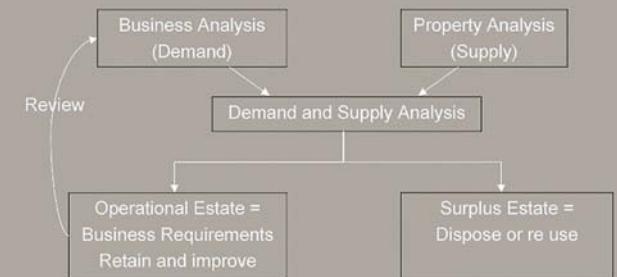 Business Analysis
(Demand)
Property Analysis
(Supply)
Review
Demand and Supply Analysis
Operational Estate =
Business Requirements
Retain and improve
Surplus Estate =
Dispose or re use